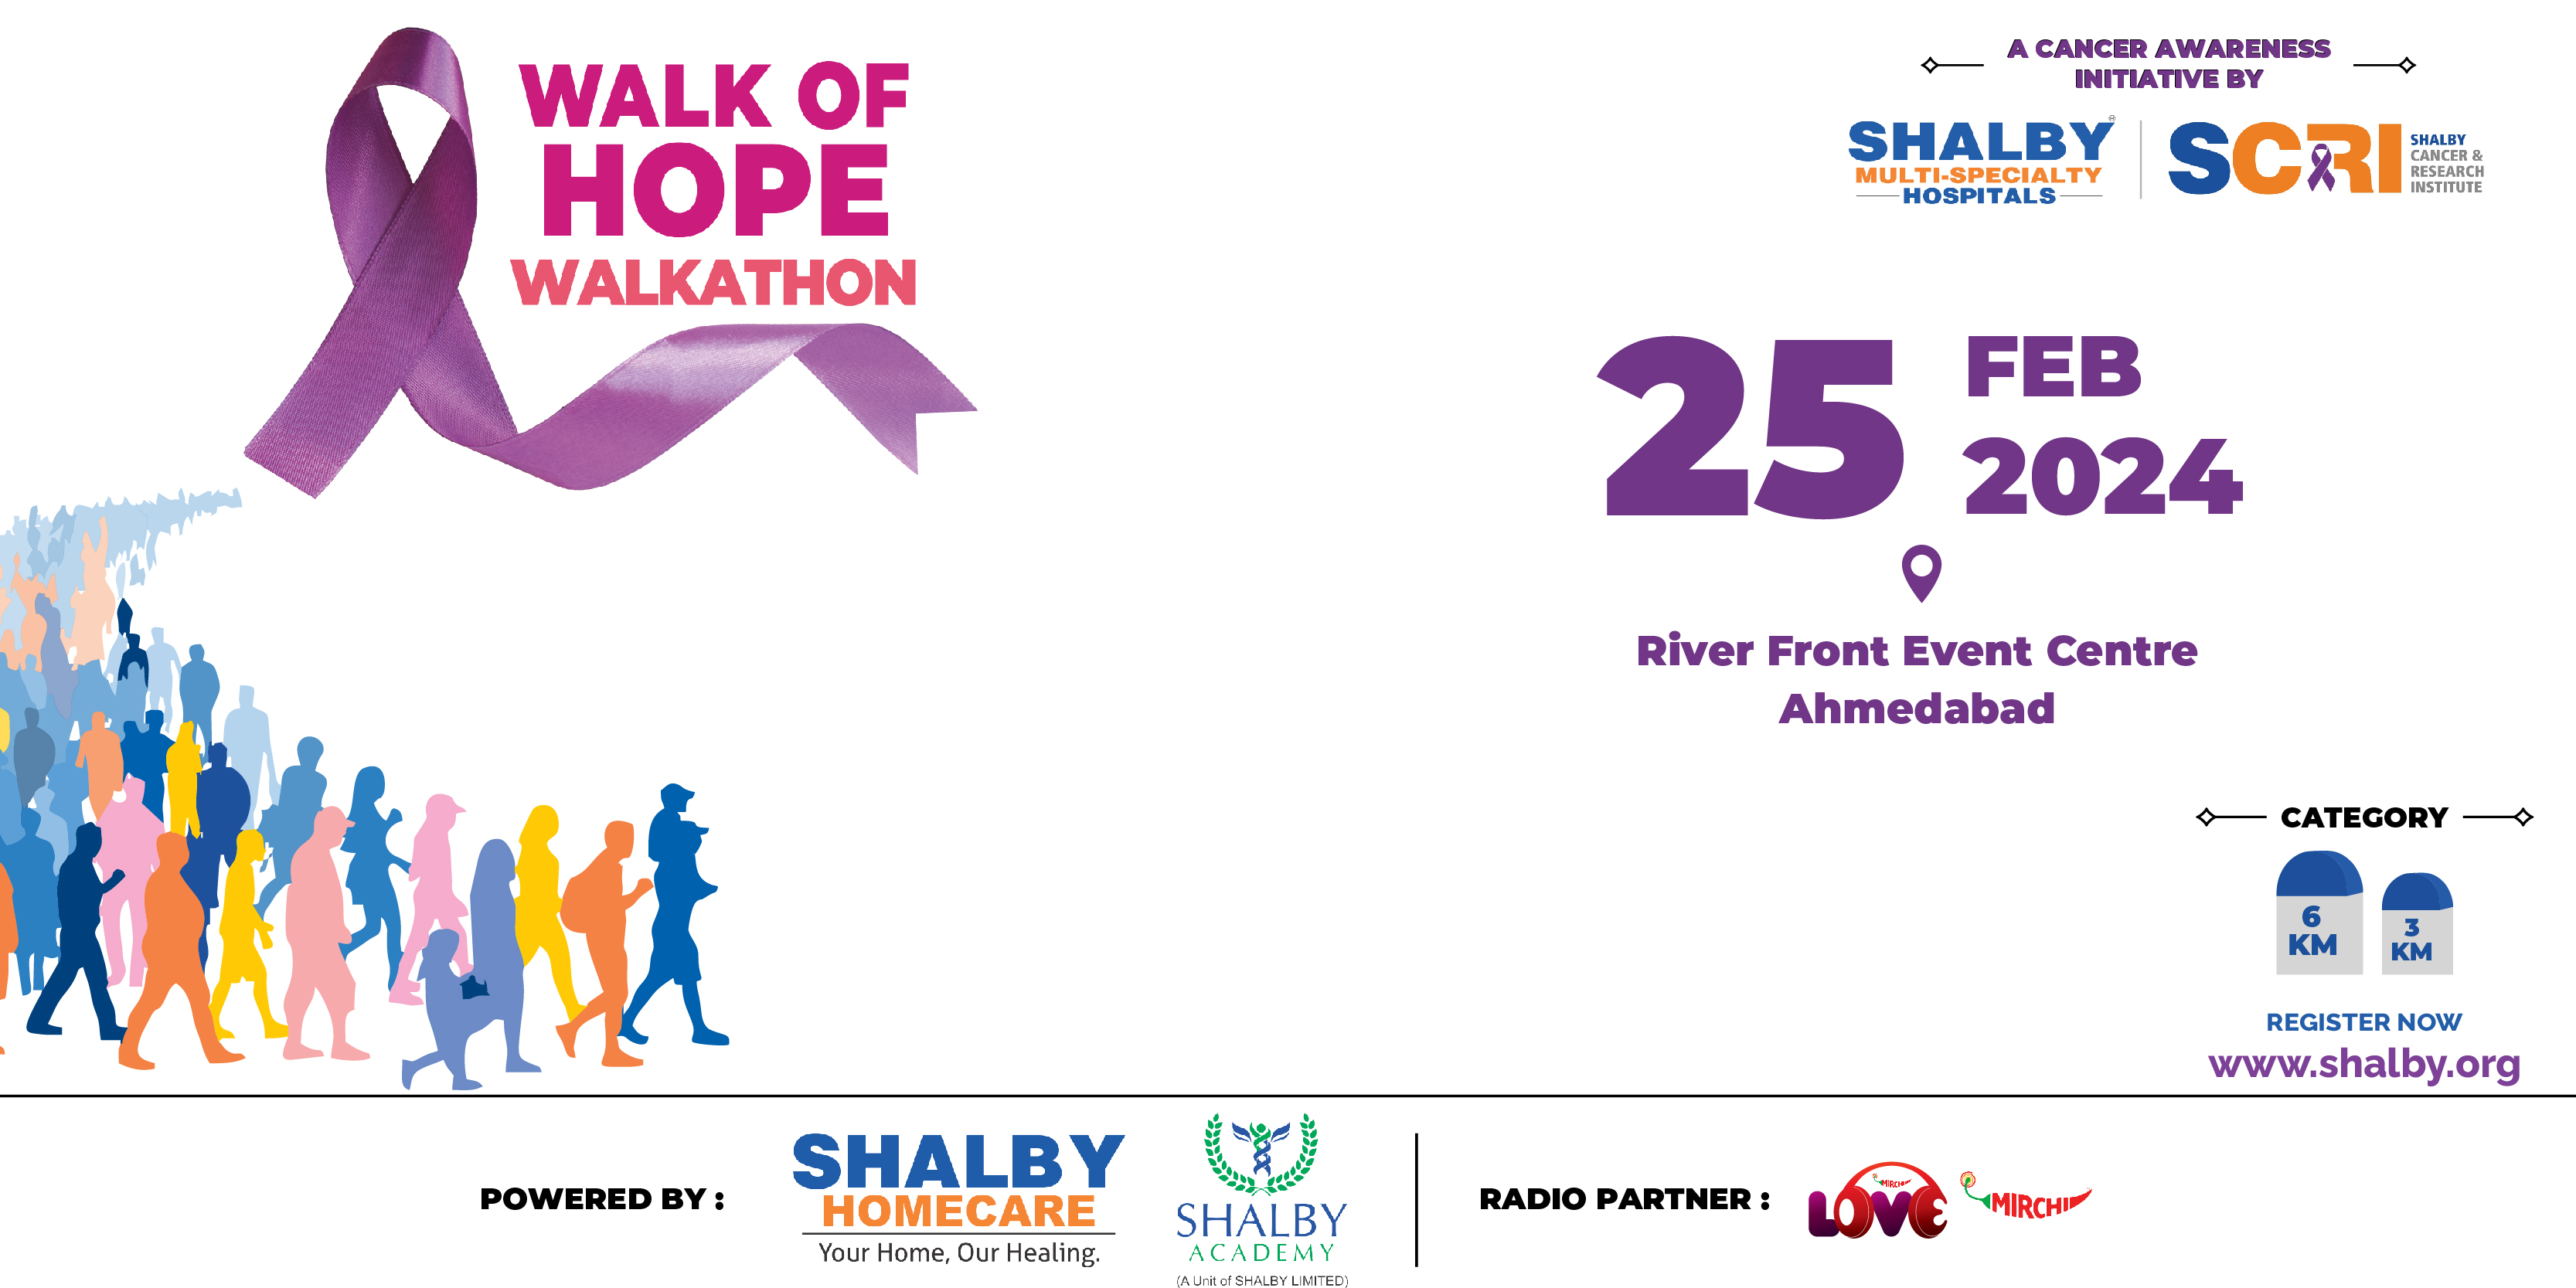 WALK OF
HOPE
WALKATHON
A CANCER AWARENESS
INITIATIVE BY
SHALBY
MULTI-SPECIALTY
HOSPITALS
SCRI
SHALBY
CANCER &
RESEARCH
INSTITUTE
25 FEB
2024
River Front Event Centre
Ahmedabad
CATEGORY
6
KM
3
KM
REGISTER NOW
www.shalby.org
POWERED BY :
SHALBY
HOMECARE
Your Home, Our Healing.
SHALBY
ACADEMY
(A Unit of SHALBY LIMITED)
RADIO PARTNER :
MIRCHI
LOVE
MIRCHI